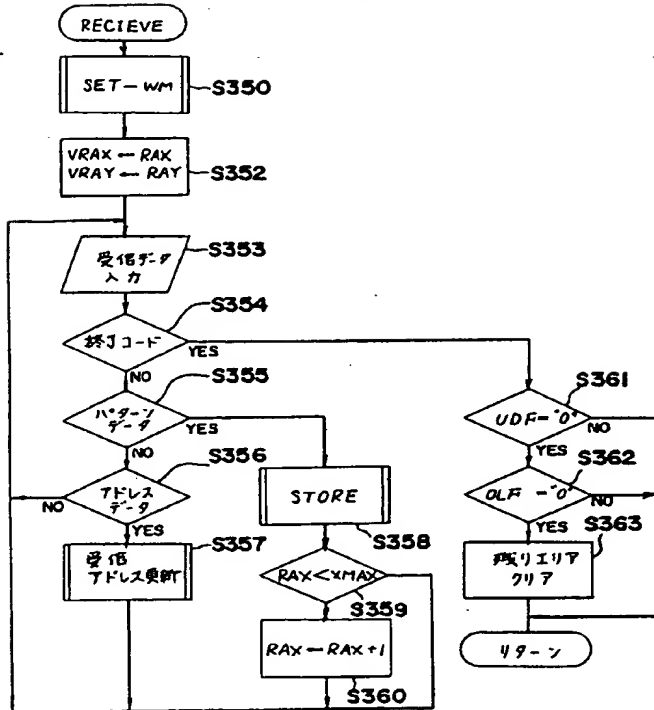 RECIEVE
SET-WM
S350
VRAX ← RAX
VRAY ← RAY
S352
受信データ
入力
S353
S354
終了コード
YES
NO
S355
パターン
データ
YES
NO
S356
アドレス
データ
NO
YES
受信
アドレス更新
S357
STORE
S358
RAX<XMAX
S359
RAX ← RAX+1
S360
S361
UDF="0"
NO
YES
S362
OLF ="0"
NO
YES
S363
残りエリア
クリア
リターン